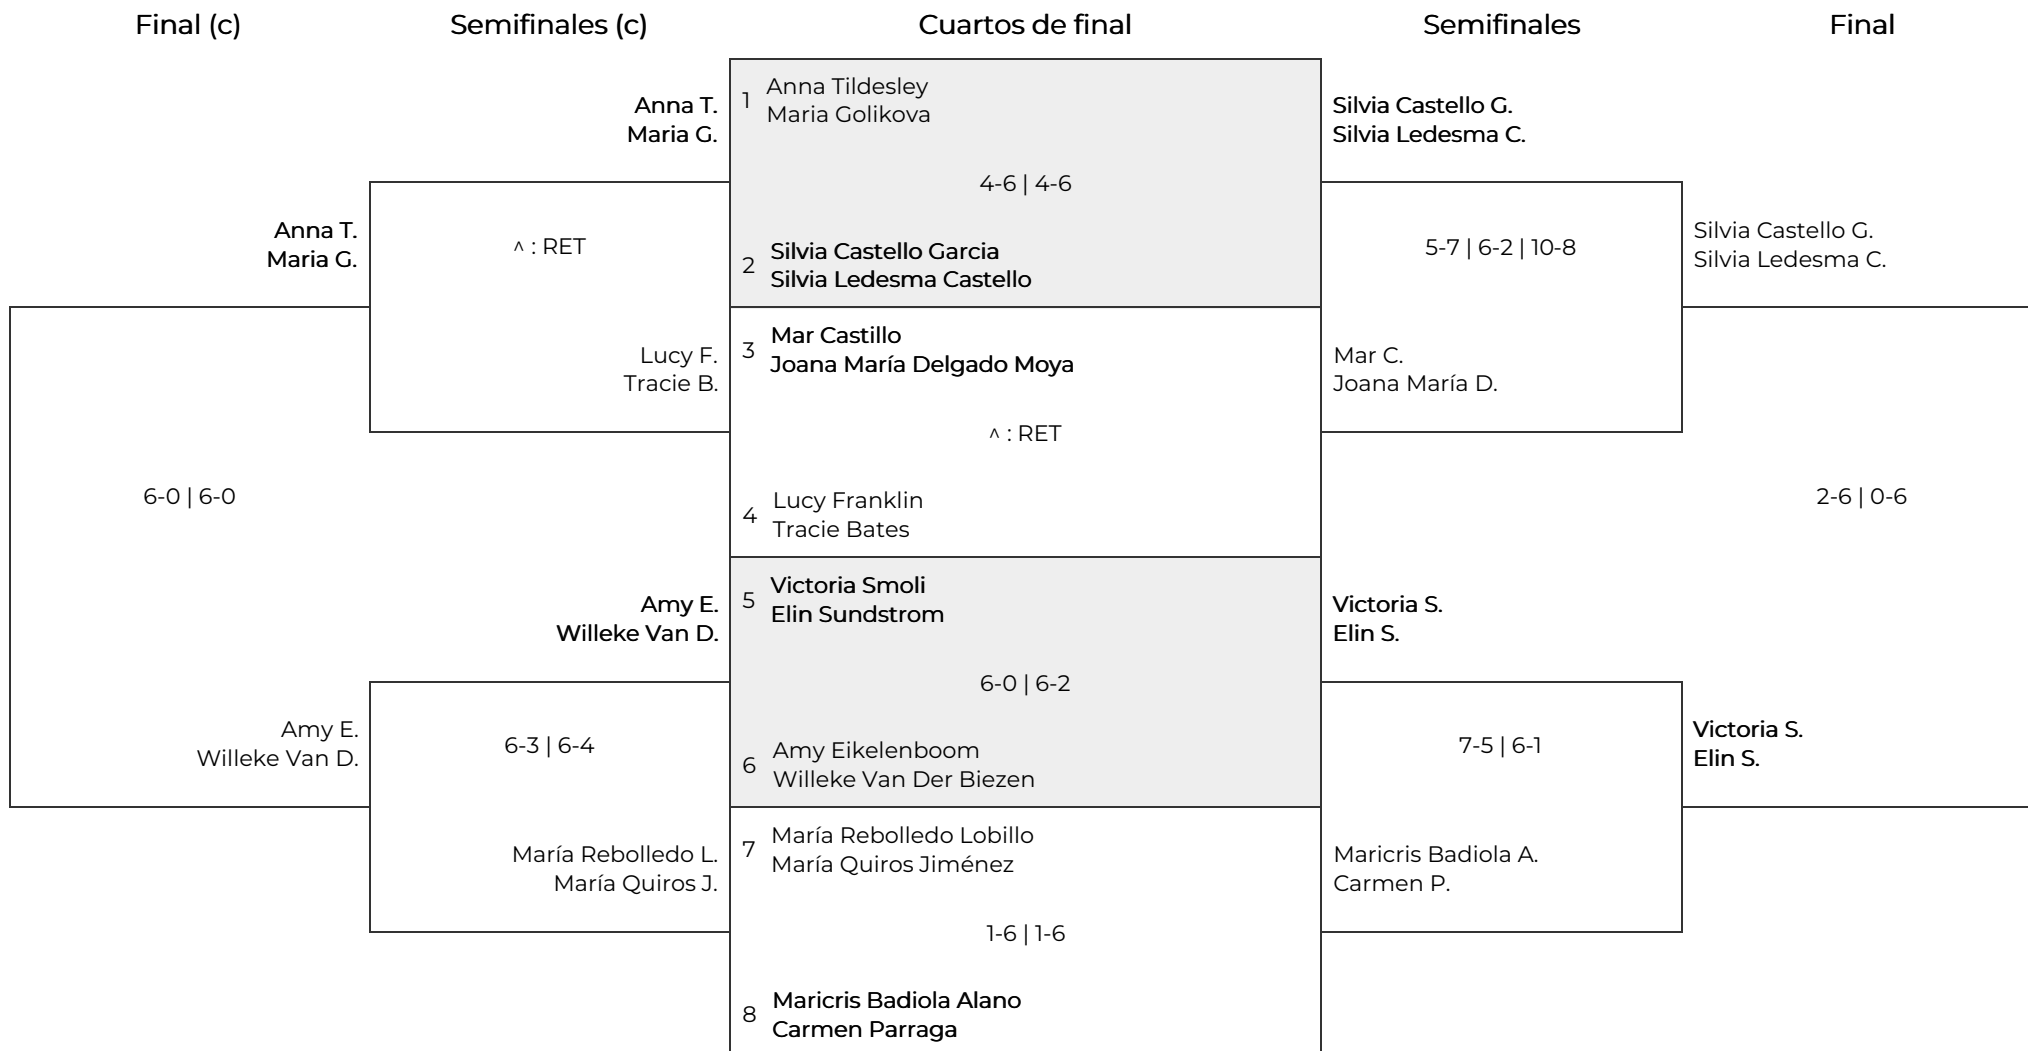 Final (c)
Semifinales (c)
Cuartos de final
Semifinales
Final
Anna T.
Maria G.
^ : RET
Lucy F.
Tracie B.
Anna T.
Maria G.
6-0 | 6-0
Amy E.
Willeke Van D.
6-3 | 6-4
María Rebolledo L.
María Quiros J.
Amy E.
Willeke Van D.
1
Anna Tildesley
Maria Golikova
4-6 | 4-6
2
Silvia Castello Garcia
Silvia Ledesma Castello
3
Mar Castillo
Joana María Delgado Moya
^ : RET
4
Lucy Franklin
Tracie Bates
5
Victoria Smoli
Elin Sundstrom
6-0 | 6-2
6
Amy Eikelenboom
Willeke Van Der Biezen
7
María Rebolledo Lobillo
María Quiros Jiménez
1-6 | 1-6
8
Maricris Badiola Alano
Carmen Parraga
Silvia Castello G.
Silvia Ledesma C.
5-7 | 6-2 | 10-8
Mar C.
Joana María D.
Victoria S.
Elin S.
7-5 | 6-1
Maricris Badiola A.
Carmen P.
Silvia Castello G.
Silvia Ledesma C.
2-6 | 0-6
Victoria S.
Elin S.